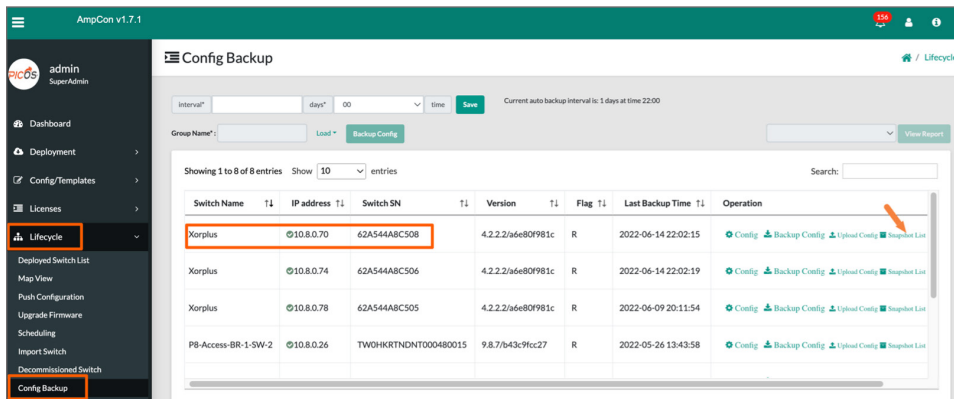 AmpCon v1.7.1
156
PICOS
admin
SuperAdmin
Dashboard
Deployment
Config/Templates
Licenses
Lifecycle
Deployed Switch List
Map View
Push Configuration
Upgrade Firmware
Scheduling
Import Switch
Decommissioned Switch
Config Backup
Config Backup
/ Lifecycle
interval* days* 00 time Save Current auto backup interval is: 1 days at time 22:00
Group Name* : Load Backup Config View Report
Showing 1 to 8 of 8 entries Show 10 entries Search:
Switch Name IP address Switch SN Version Flag Last Backup Time Operation
Xorplus 10.8.0.70 62A544A8C508 4.2.2.2/a6e80f981c R 2022-06-14 22:02:15 Config Backup Config Upload Config Snapshot List
Xorplus 10.8.0.74 62A544A8C506 4.2.2.2/a6e80f981c R 2022-06-14 22:02:19 Config Backup Config Upload Config Snapshot List
Xorplus 10.8.0.78 62A544A8C505 4.2.2.2/a6e80f981c R 2022-06-09 20:11:54 Config Backup Config Upload Config Snapshot List
P8-Access-BR-1-SW-2 10.8.0.26 TW0HKRTNDNT000480015 9.8.7/b43c9fcc27 R 2022-05-26 13:43:58 Config Backup Config Upload Config Snapshot List